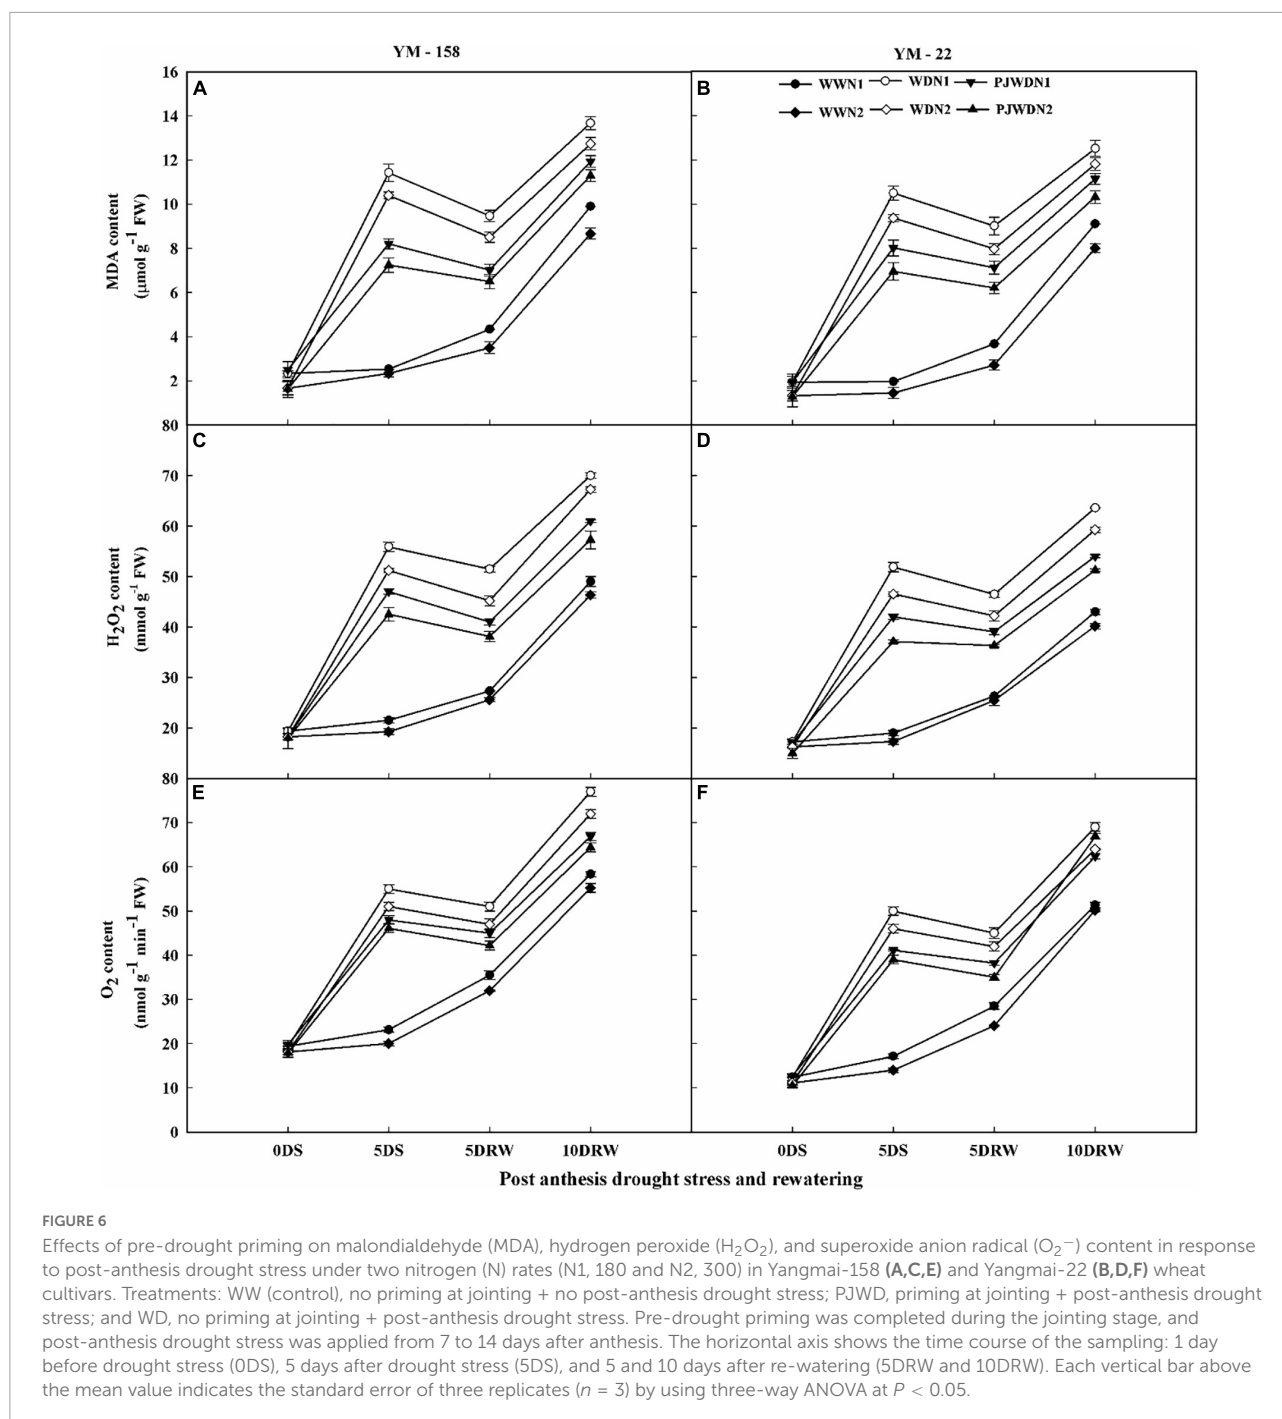 YM - 158
YM - 22
A
B
WWN1
WDN1
PJWDN1
WWN2
WDN2
PJWDN2
16
14
12
10
8
6
4
2
MDA content
(μmol g⁻¹ FW)
80
C
D
70
60
50
40
30
20
H₂O₂ content
(mmol g⁻¹ FW)
80
E
F
70
60
50
40
30
20
10
0
O₂ content
(nmol g⁻¹ min⁻¹ FW)
0DS 5DS 5DRW 10DRW
0DS 5DS 5DRW 10DRW
Post anthesis drought stress and rewatering
FIGURE 6
Effects of pre-drought priming on malondialdehyde (MDA), hydrogen peroxide (H₂O₂), and superoxide anion radical (O₂⁻) content in response
to post-anthesis drought stress under two nitrogen (N) rates (N1, 180 and N2, 300) in Yangmai-158 (A,C,E) and Yangmai-22 (B,D,F) wheat
cultivars. Treatments: WW (control), no priming at jointing + no post-anthesis drought stress; PJWD, priming at jointing + post-anthesis drought
stress; and WD, no priming at jointing + post-anthesis drought stress. Pre-drought priming was completed during the jointing stage, and
post-anthesis drought stress was applied from 7 to 14 days after anthesis. The horizontal axis shows the time course of the sampling: 1 day
before drought stress (0DS), 5 days after drought stress (5DS), and 5 and 10 days after re-watering (5DRW and 10DRW). Each vertical bar above
the mean value indicates the standard error of three replicates (n = 3) by using three-way ANOVA at P < 0.05.